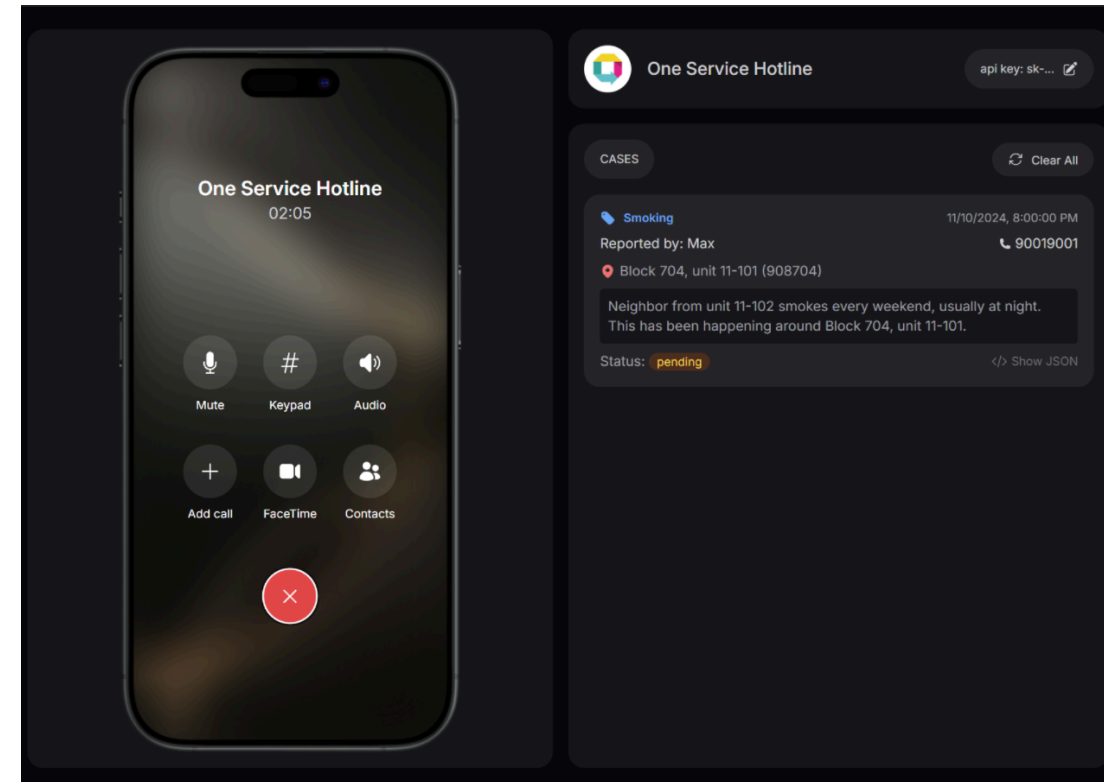 One Service Hotline
02:05
Mute
Keypad
Audio
Add call
FaceTime
Contacts
One Service Hotline
api key: sk-...
CASES
Clear All
Smoking
11/10/2024, 8:00:00 PM
Reported by: Max
90019001
Block 704, unit 11-101 (908704)
Neighbor from unit 11-102 smokes every weekend, usually at night.
This has been happening around Block 704, unit 11-101.
Status: pending
</> Show JSON